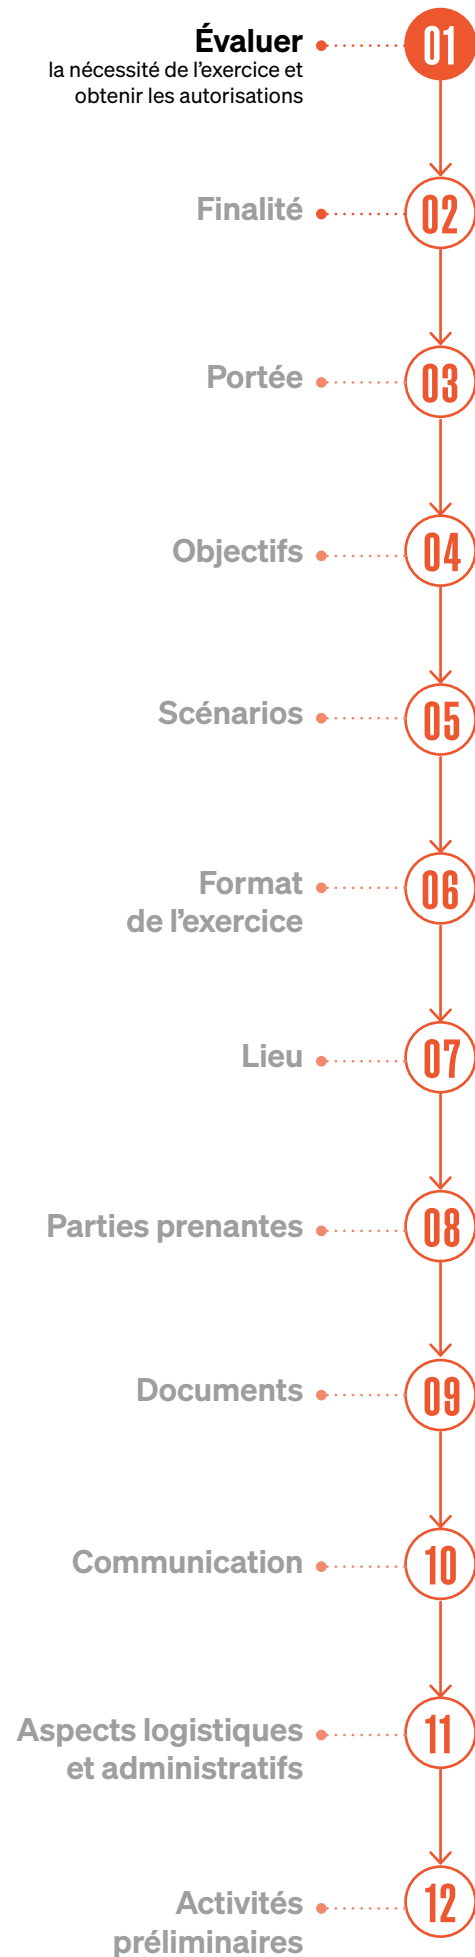 Évaluer
01
la nécessité de l’exercice et
obtenir les autorisations
Finalité
02
Portée
03
Objectifs
04
Scénarios
05
Format
de l’exercice
06
Lieu
07
Parties prenantes
08
Documents
09
Communication
10
Aspects logistiques
et administratifs
11
Activités
préliminaires
12